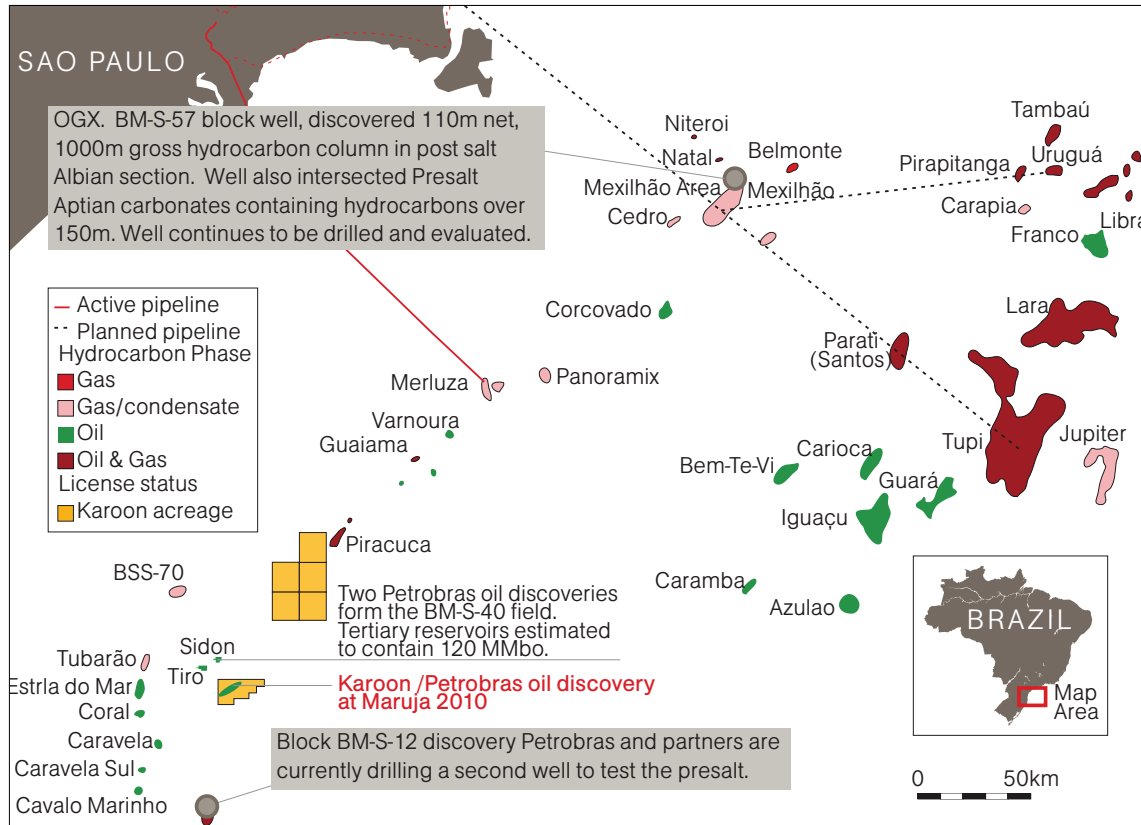 SAO PAULO
OGX. BM-S-57 block well, discovered 110m net,
1000m gross hydrocarbon column in post salt
Albian section. Well also intersected Presalt
Aptian carbonates containing hydrocarbons over
150m. Well continues to be drilled and evaluated.
Niteroi
Natal
Belmonte
Mexilhão Area
Mexilhão
Cedro
Tambaú
Pirapitanga
Uruguá
Carapia
Libra
Franco
Corcovado
Lara
Parati
(Santos)
Merluza
Panoramix
Varnoura
Guaiama
Tupi
Jupiter
Carioca
Bem-Te-Vi
Guará
Iguaçu
Active pipeline
Planned pipeline
Hydrocarbon Phase
Gas
Gas/condensate
Oil
Oil & Gas
License status
Karoon acreage
Piracuca
BSS-70
Two Petrobras oil discoveries
form the BM-S-40 field.
Tertiary reservoirs estimated
to contain 120 MMbo.
Caramba
Azulao
Sidon
Tubarão
Tiro
Estrla do Mar
Karoon /Petrobras oil discovery
at Maruja 2010
Coral
Caravela
Caravela Sul
Cavalo Marinho
Block BM-S-12 discovery Petrobras and partners are
currently drilling a second well to test the presalt.
BRAZIL
Map
Area
0 50km